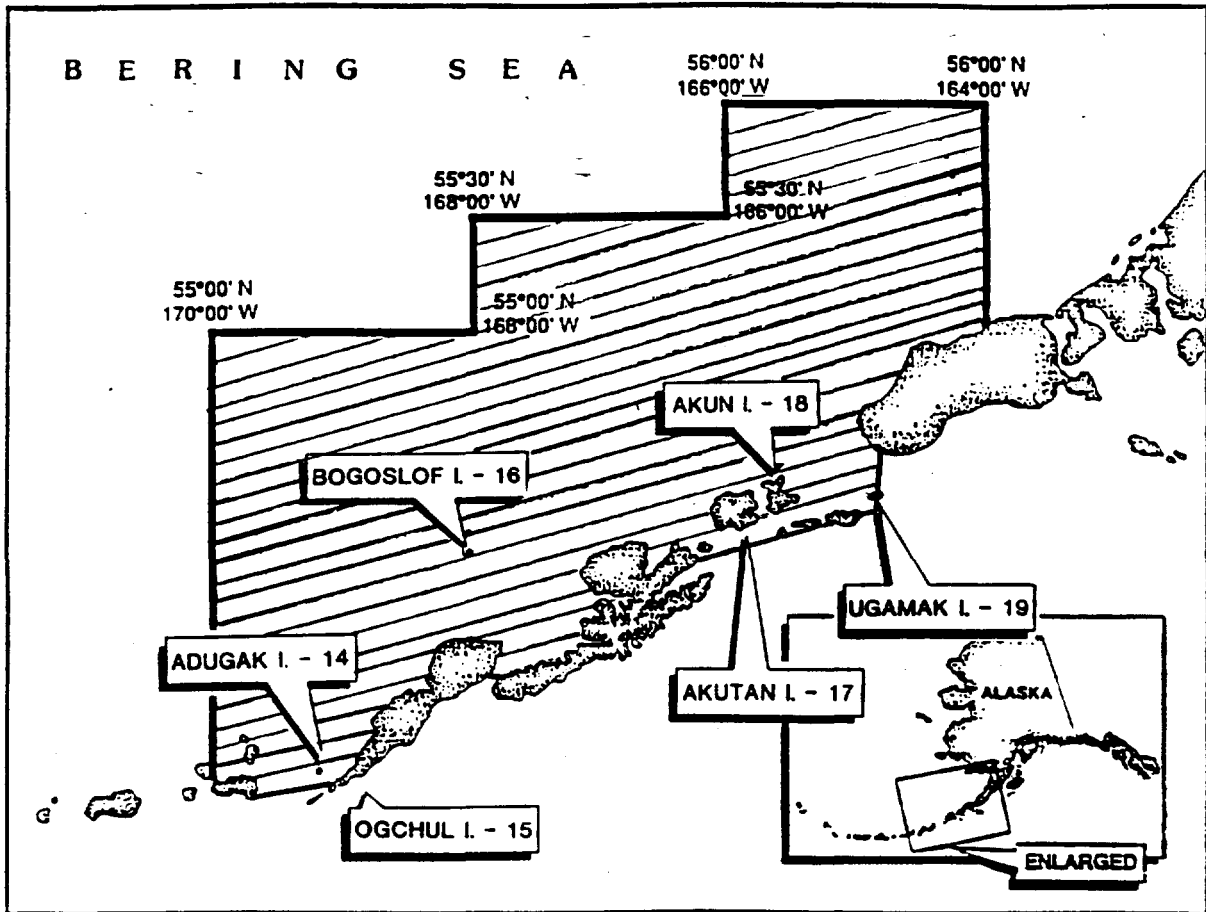 BERING SEA
56°00' N
166°00' W
56°00' N
164°00' W
55°30' N
168°00' W
55°30' N
166°00' W
55°00' N
170°00' W
55°00' N
168°00' W
AKUN I. - 18
BOGOSLOF I. - 16
UGAMAK I. - 19
ADUGAK I. - 14
AKUTAN I. - 17
ALASKA
OGCHUL I. - 15
ENLARGED